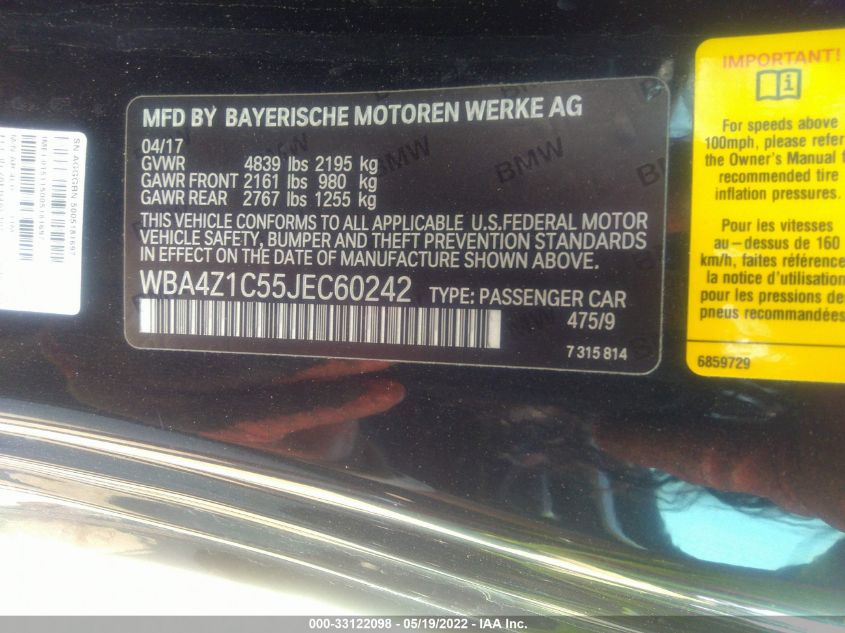 MFD BY BAYERISCHE MOTOREN WERKE AG
04/17
GVWR 4839 lbs 2195 kg
GAWR FRONT 2161 lbs 980 kg
GAWR REAR 2767 lbs 1255 kg
THIS VEHICLE CONFORMS TO ALL APPLICABLE U.S.FEDERAL MOTOR
VEHICLE SAFETY, BUMPER AND THEFT PREVENTION STANDARDS
IN EFFECT ON THE DATE OF MANUFACTURE SHOWN ABOVE.
WBA4Z1C55JEC60242 TYPE: PASSENGER CAR
475/9
7 315 814
BMW
BMW
BMW
IMPORTANT!
For speeds above
100mph, please refer
the Owner's Manual
recommended tire
inflation pressures.
Pour les vitesses
au-dessus de 160
km/h, faites référence
la notice d'utilisation
pour les pressions des
pneus recommandées
6859729
000-33122098 - 05/19/2022 - IAA Inc.